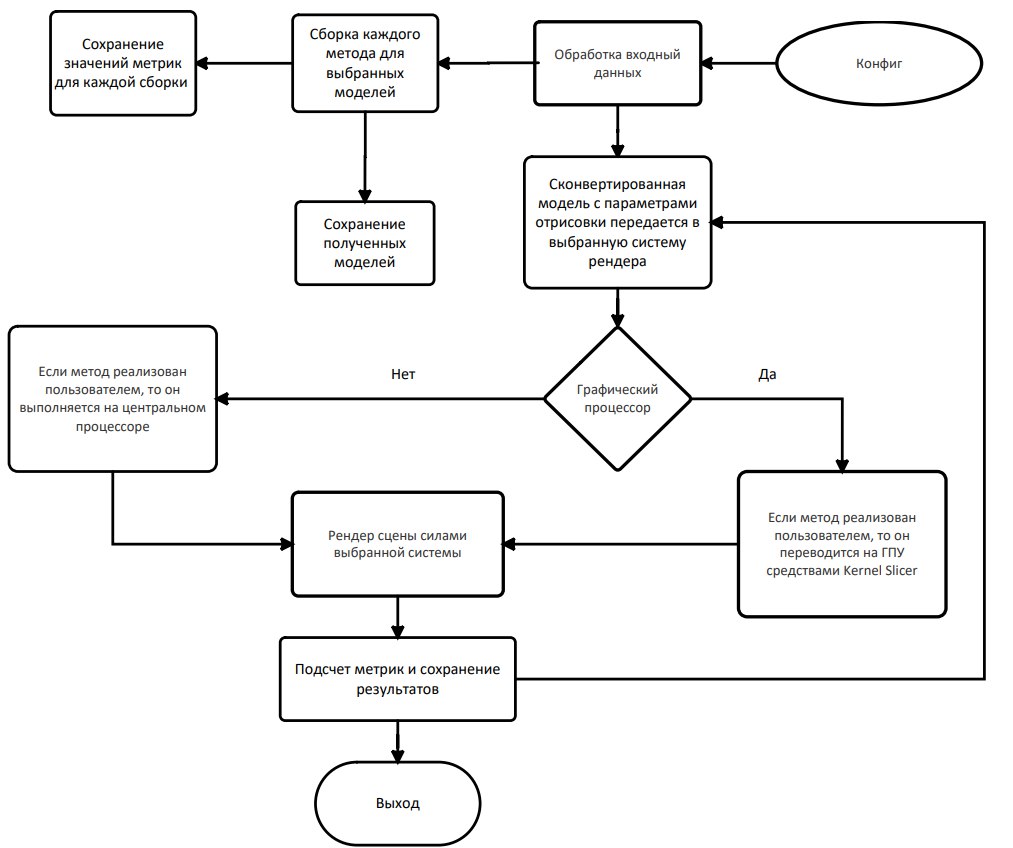 Сохранение
значений метрик
для каждой сборки
Сборка каждого
метода для
выбранных
моделей
Обработка входный
данных
Конфиг
Сконвертированная
модель с параметрами
отрисовки передается в
выбранную систему
рендера
Сохранение
полученных
моделей
Если метод реализован
пользователем, то он
выполняется на центральном
процессоре
Нет
Графический
процессор
Да
Рендер сцены силами
выбранной системы
Если метод реализован
пользователем, то он
переводится на ГПУ
средствами Kernel Slicer
Подсчет метрик и сохранение
результатов
Выход